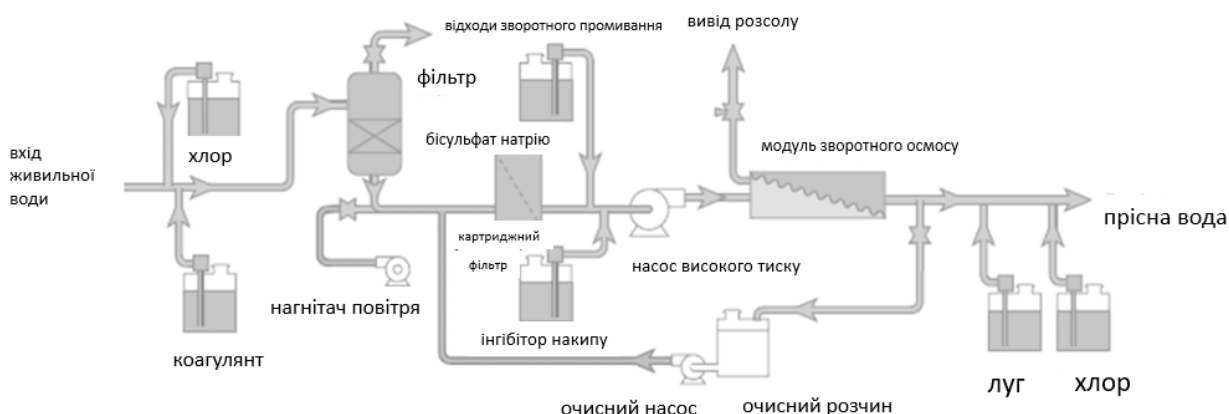 відходи зворотного промивання
вивід розсолу
фільтр
бісульфат натрію
вхід
живильної
води
хлор
модуль зворотного осмосу
прісна вода
картриджний
фільтр
насос високого тиску
нагнітач повітря
інгібітор накипу
коагулянт
луг
хлор
очисний насос
очисний розчин